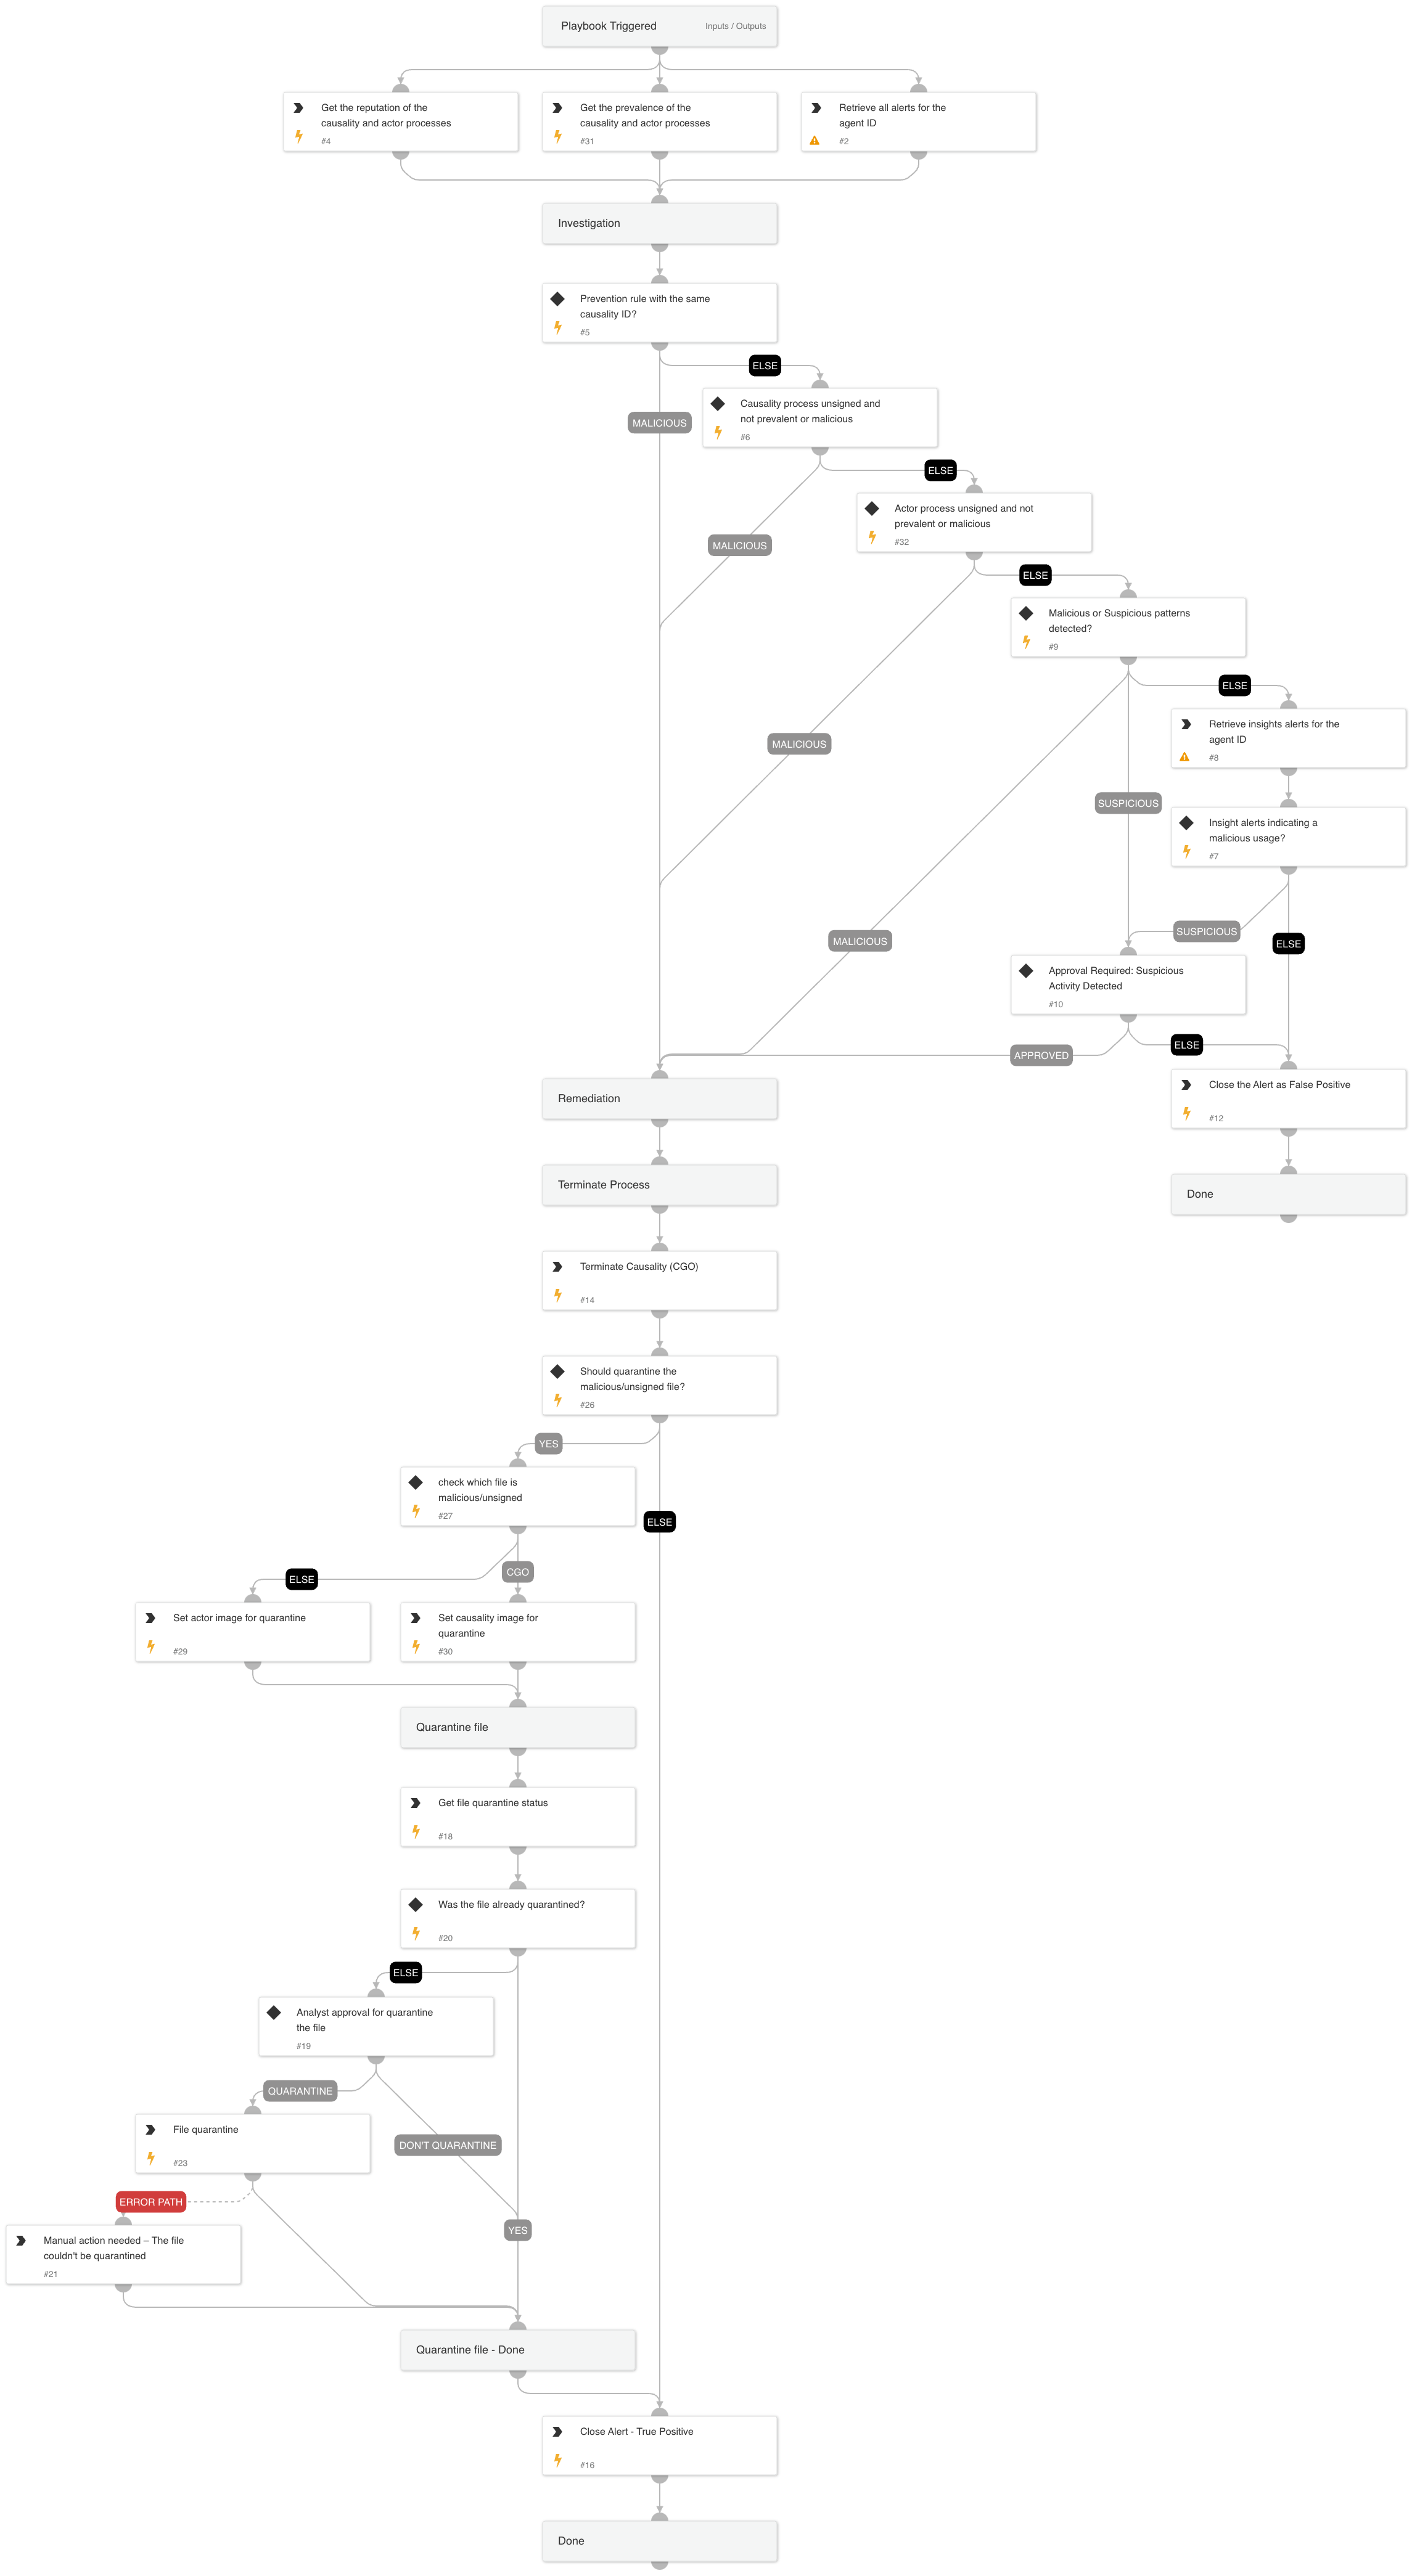 Playbook Triggered
Inputs / Outputs
Get the reputation of the
causality and actor processes
#4
Get the prevalence of the
causality and actor processes
#31
Retrieve all alerts for the
agent ID
#2
Investigation
Prevention rule with the same
causality ID?
#5
ELSE
MALICIOUS
Causality process unsigned and
not prevalent or malicious
#6
ELSE
MALICIOUS
Actor process unsigned and not
prevalent or malicious
#32
ELSE
MALICIOUS
Malicious or Suspicious patterns
detected?
#9
ELSE
SUSPICIOUS
MALICIOUS
Retrieve insights alerts for the
agent ID
#8
Insight alerts indicating a
malicious usage?
#7
SUSPICIOUS
ELSE
Approval Required: Suspicious
Activity Detected
#10
APPROVED
ELSE
Close the Alert as False Positive
#12
Done
Remediation
Terminate Process
Terminate Causality (CGO)
#14
Should quarantine the
malicious/unsigned file?
#26
YES
ELSE
check which file is
malicious/unsigned
#27
ELSE
CGO
Set actor image for quarantine
#29
Set causality image for
quarantine
#30
Quarantine file
Get file quarantine status
#18
Was the file already quarantined?
#20
ELSE
YES
Analyst approval for quarantine
the file
#19
QUARANTINE
DON'T QUARANTINE
File quarantine
#23
ERROR PATH
Manual action needed – The file
couldn't be quarantined
#21
Quarantine file - Done
Close Alert - True Positive
#16
Done